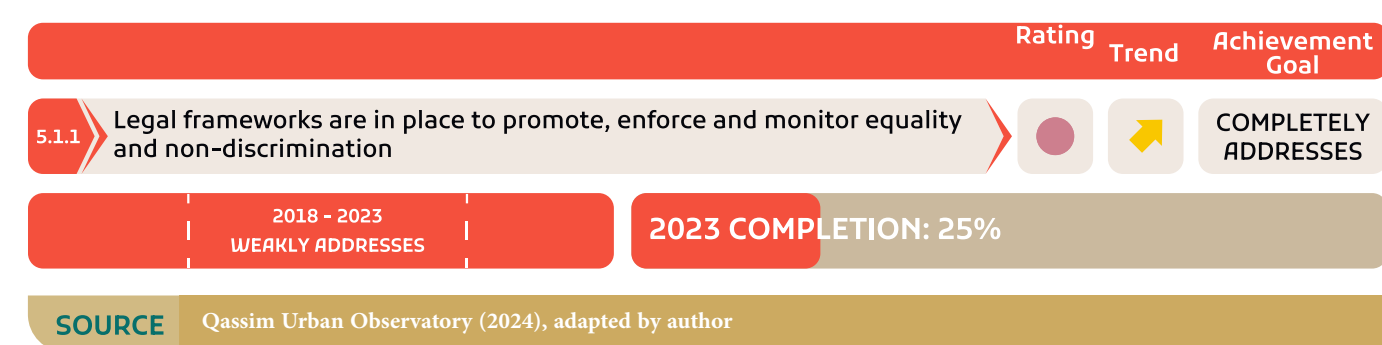 Rating
Trend
Achievement
Goal
5.1.1
Legal frameworks are in place to promote, enforce and monitor equality
and non-discrimination
COMPLETELY
ADDRESSES
2018 - 2023
WEAKLY ADDRESSES
2023 COMPLETION: 25%
SOURCE
Qassim Urban Observatory (2024), adapted by author